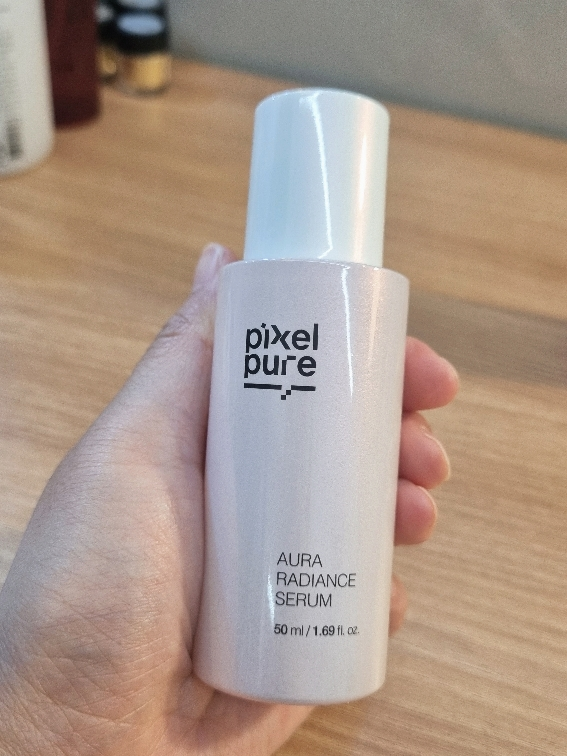 pixel
pure
AURA
RADIANCE
SERUM
50 ml / 1.69 fl. oz.